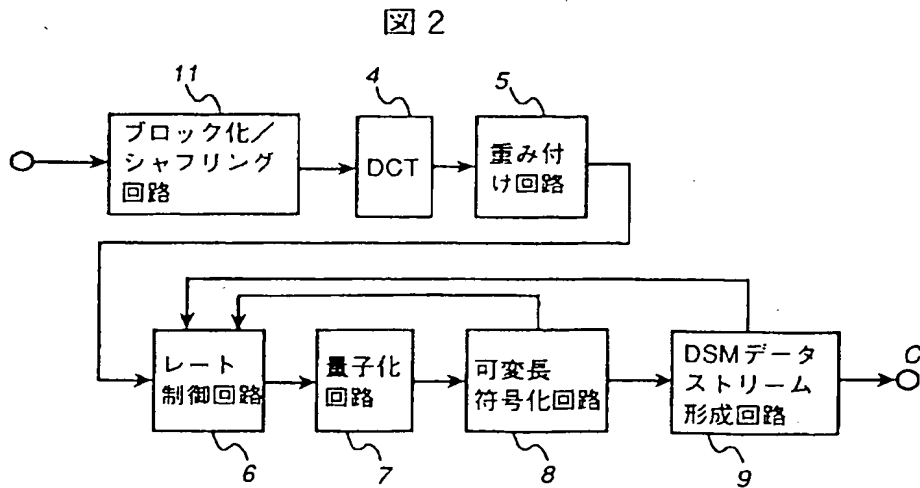 図2
11
ブロック化/
シャフリング
回路
4
DCT
5
重み付
け回路
レート
制御回路
6
量子化
回路
7
可変長
符号化回路
8
DSMデータ
ストリーム
形成回路
9
C